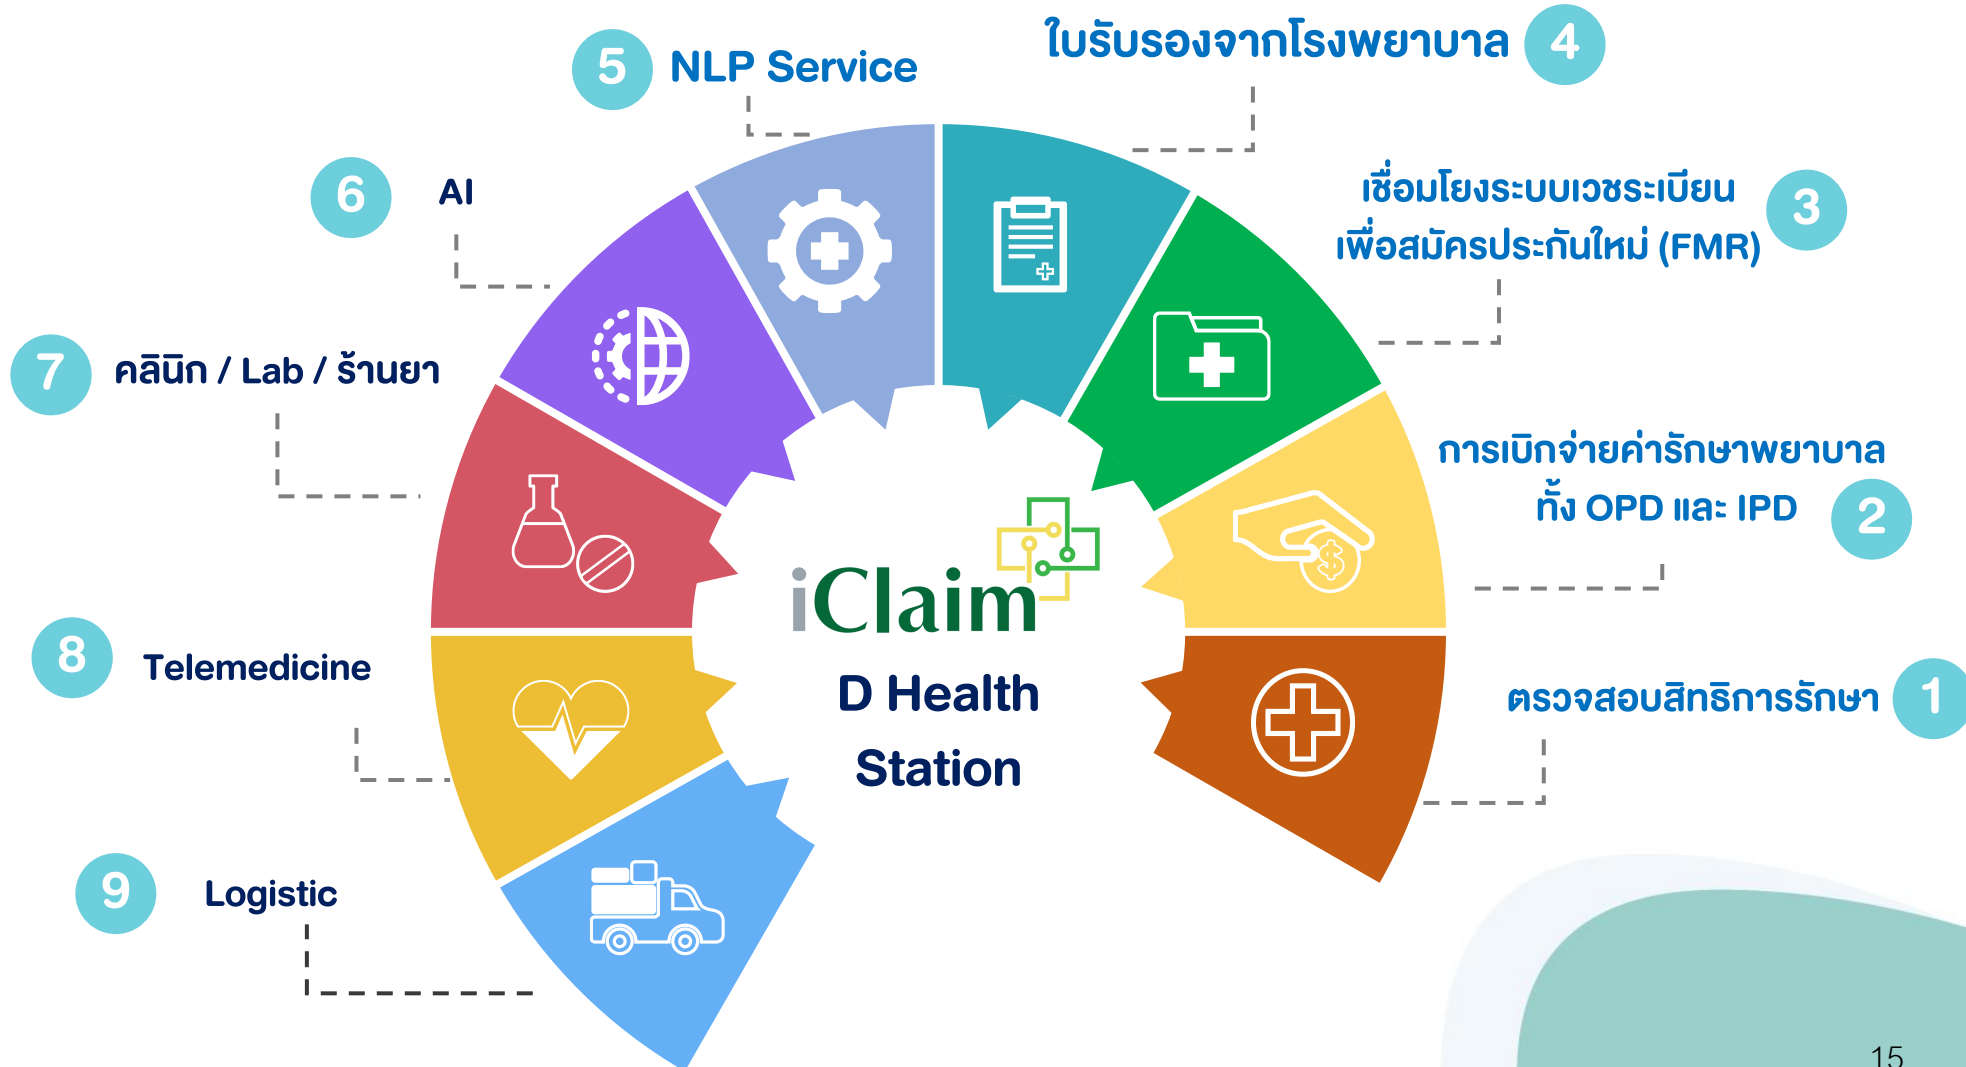 5
NLP Service
ใบรับรองจากโรงพยาบาล
4
6
AI
เชื่อมโยงระบบเวชระเบียน
เพื่อสมัครประกันใหม่ (FMR)
3
7
คลินิก / Lab / ร้านยา
การเบิกจ่ายค่ารักษาพยาบาล
ทั้ง OPD และ IPD
2
$
iClaim
D Health
Station
8
Telemedicine
ตรวจสอบสิทธิการรักษา
1
9
Logistic
15